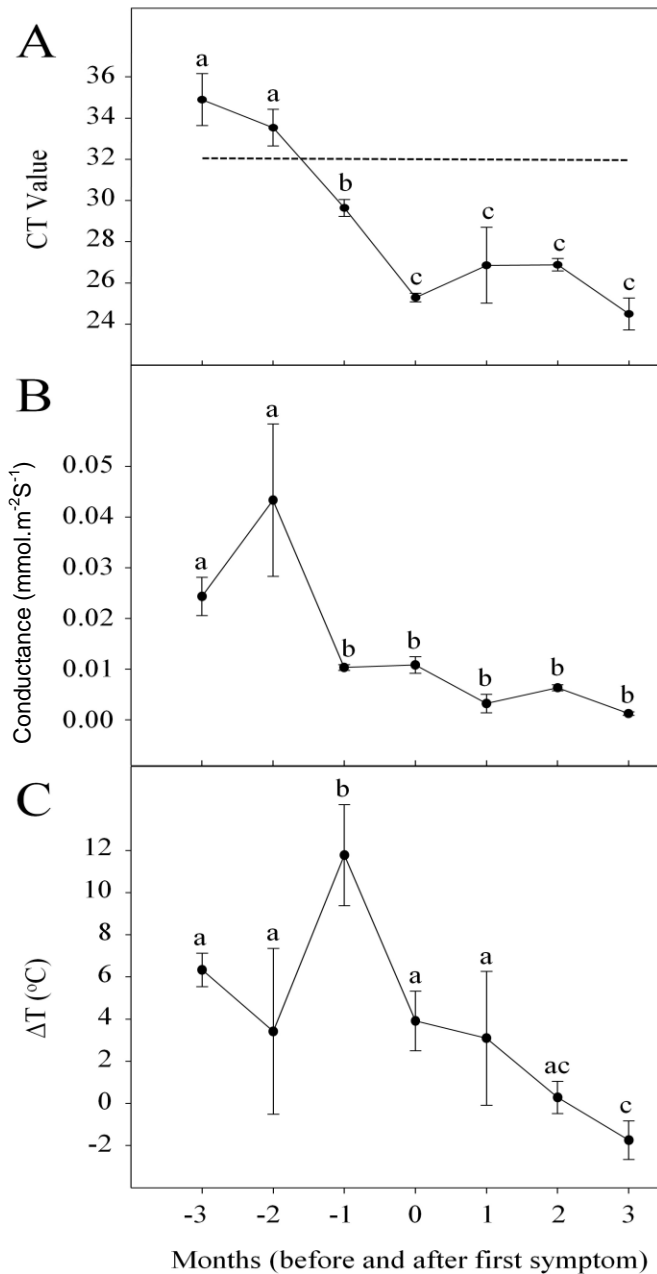 A
CT Value
36
34
32
30
28
26
24
a
a
b
c
c
c
c
B
Conductance (mmol.m-2S-1)
0.05
0.04
0.03
0.02
0.01
0.00
a
a
b
b
b
b
b
C
ΔT (ºC)
12
10
8
6
4
2
0
-2
a
a
b
a
a
ac
c
-3 -2 -1 0 1 2 3
Months (before and after first symptom)